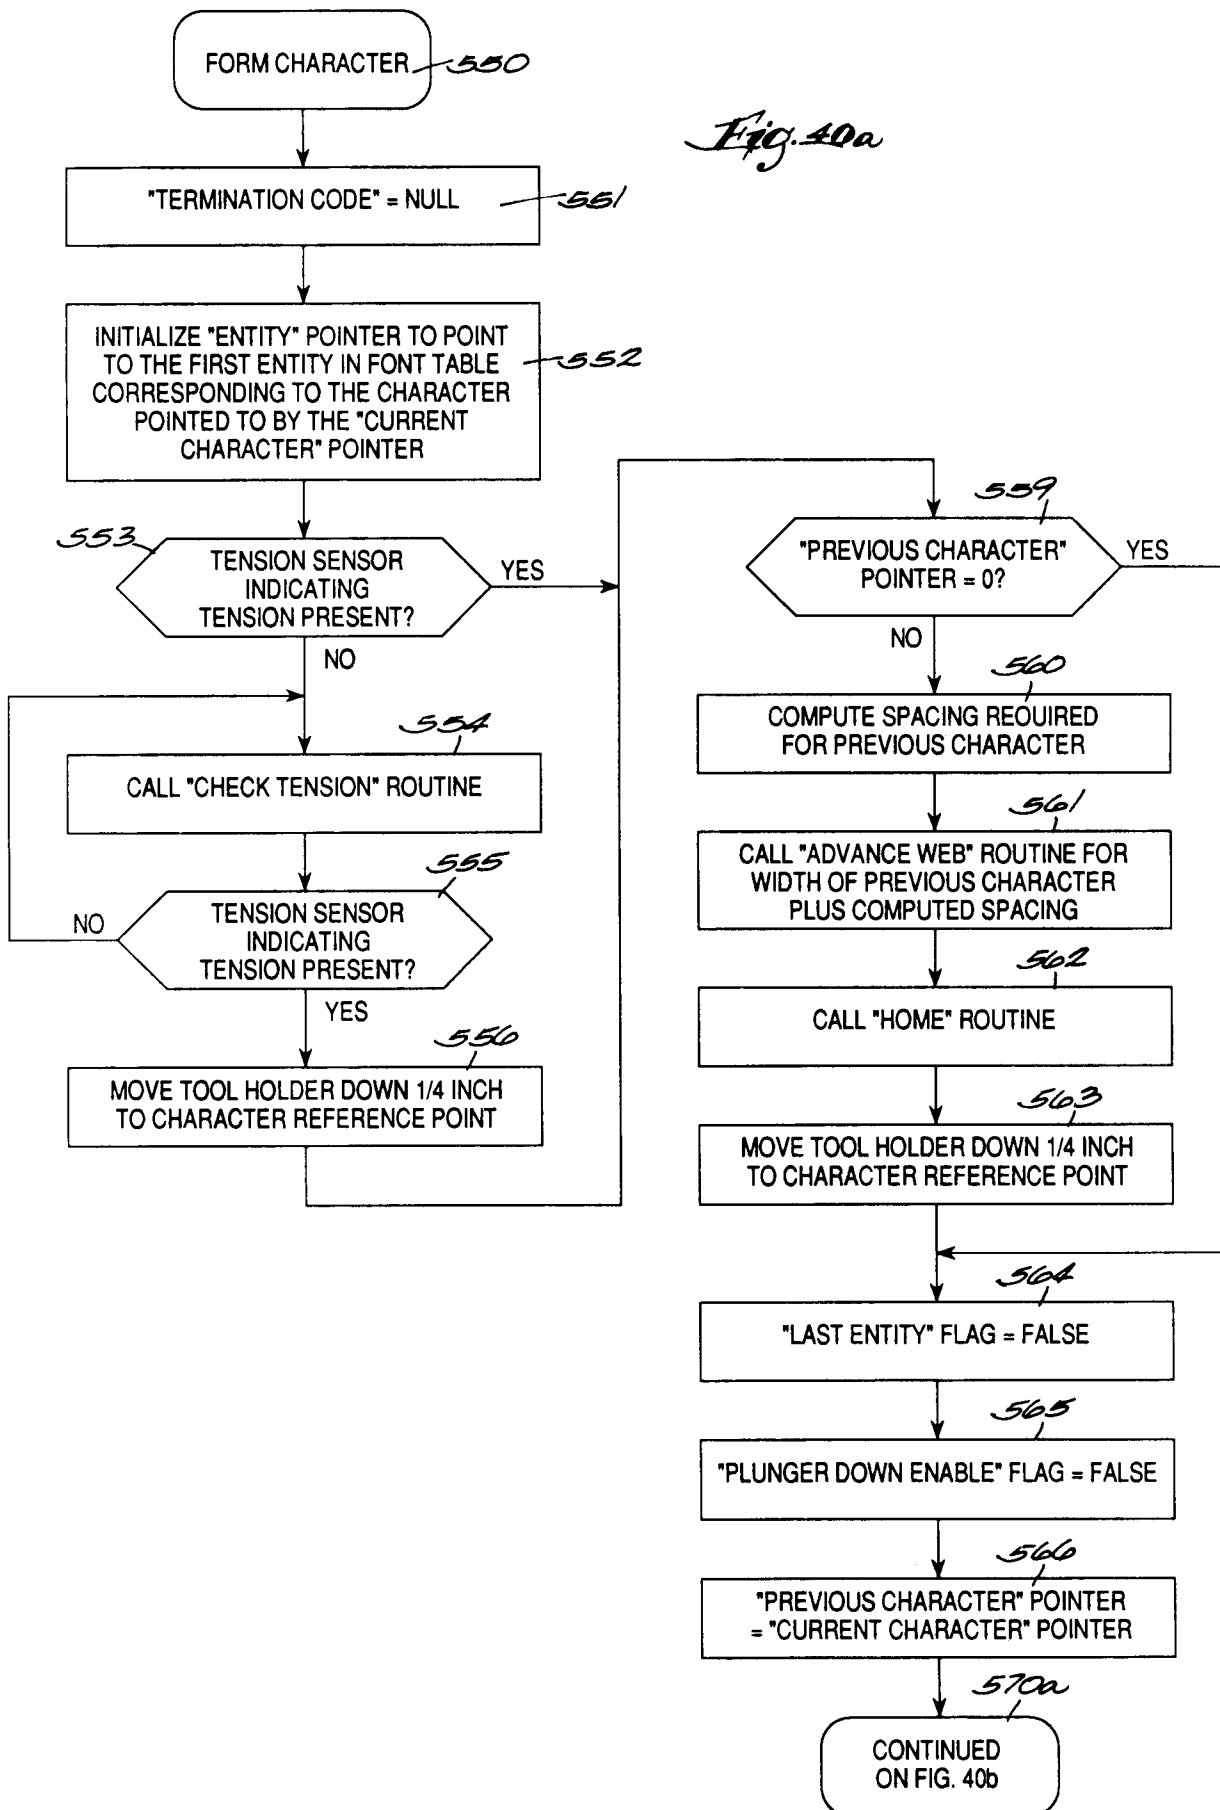 FORM CHARACTER 550
Fig. 40a
"TERMINATION CODE" = NULL 551
INITIALIZE "ENTITY" POINTER TO POINT
TO THE FIRST ENTITY IN FONT TABLE
CORRESPONDING TO THE CHARACTER
POINTED TO BY THE "CURRENT
CHARACTER" POINTER
552
553
TENSION SENSOR
INDICATING
TENSION PRESENT?
YES
NO
554
CALL "CHECK TENSION" ROUTINE
555
TENSION SENSOR
INDICATING
TENSION PRESENT?
NO
YES
556
MOVE TOOL HOLDER DOWN 1/4 INCH
TO CHARACTER REFERENCE POINT
559
"PREVIOUS CHARACTER"
POINTER = 0?
YES
NO
560
COMPUTE SPACING REQUIRED
FOR PREVIOUS CHARACTER
561
CALL "ADVANCE WEB" ROUTINE FOR
WIDTH OF PREVIOUS CHARACTER
PLUS COMPUTED SPACING
562
CALL "HOME" ROUTINE
563
MOVE TOOL HOLDER DOWN 1/4 INCH
TO CHARACTER REFERENCE POINT
564
"LAST ENTITY" FLAG = FALSE
565
"PLUNGER DOWN ENABLE" FLAG = FALSE
566
"PREVIOUS CHARACTER" POINTER
= "CURRENT CHARACTER" POINTER
570a
CONTINUED
ON FIG. 40b